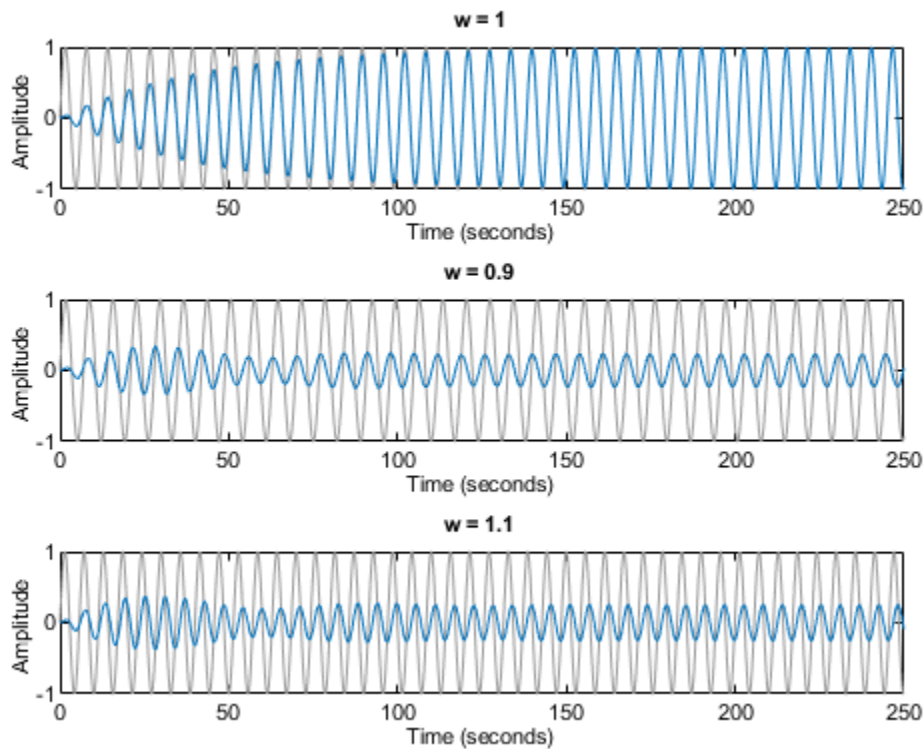 w = 1
1
0
-1
Amplitude
0 50 100 150 200 250
Time (seconds)
w = 0.9
1
0
-1
Amplitude
0 50 100 150 200 250
Time (seconds)
w = 1.1
1
0
-1
Amplitude
0 50 100 150 200 250
Time (seconds)